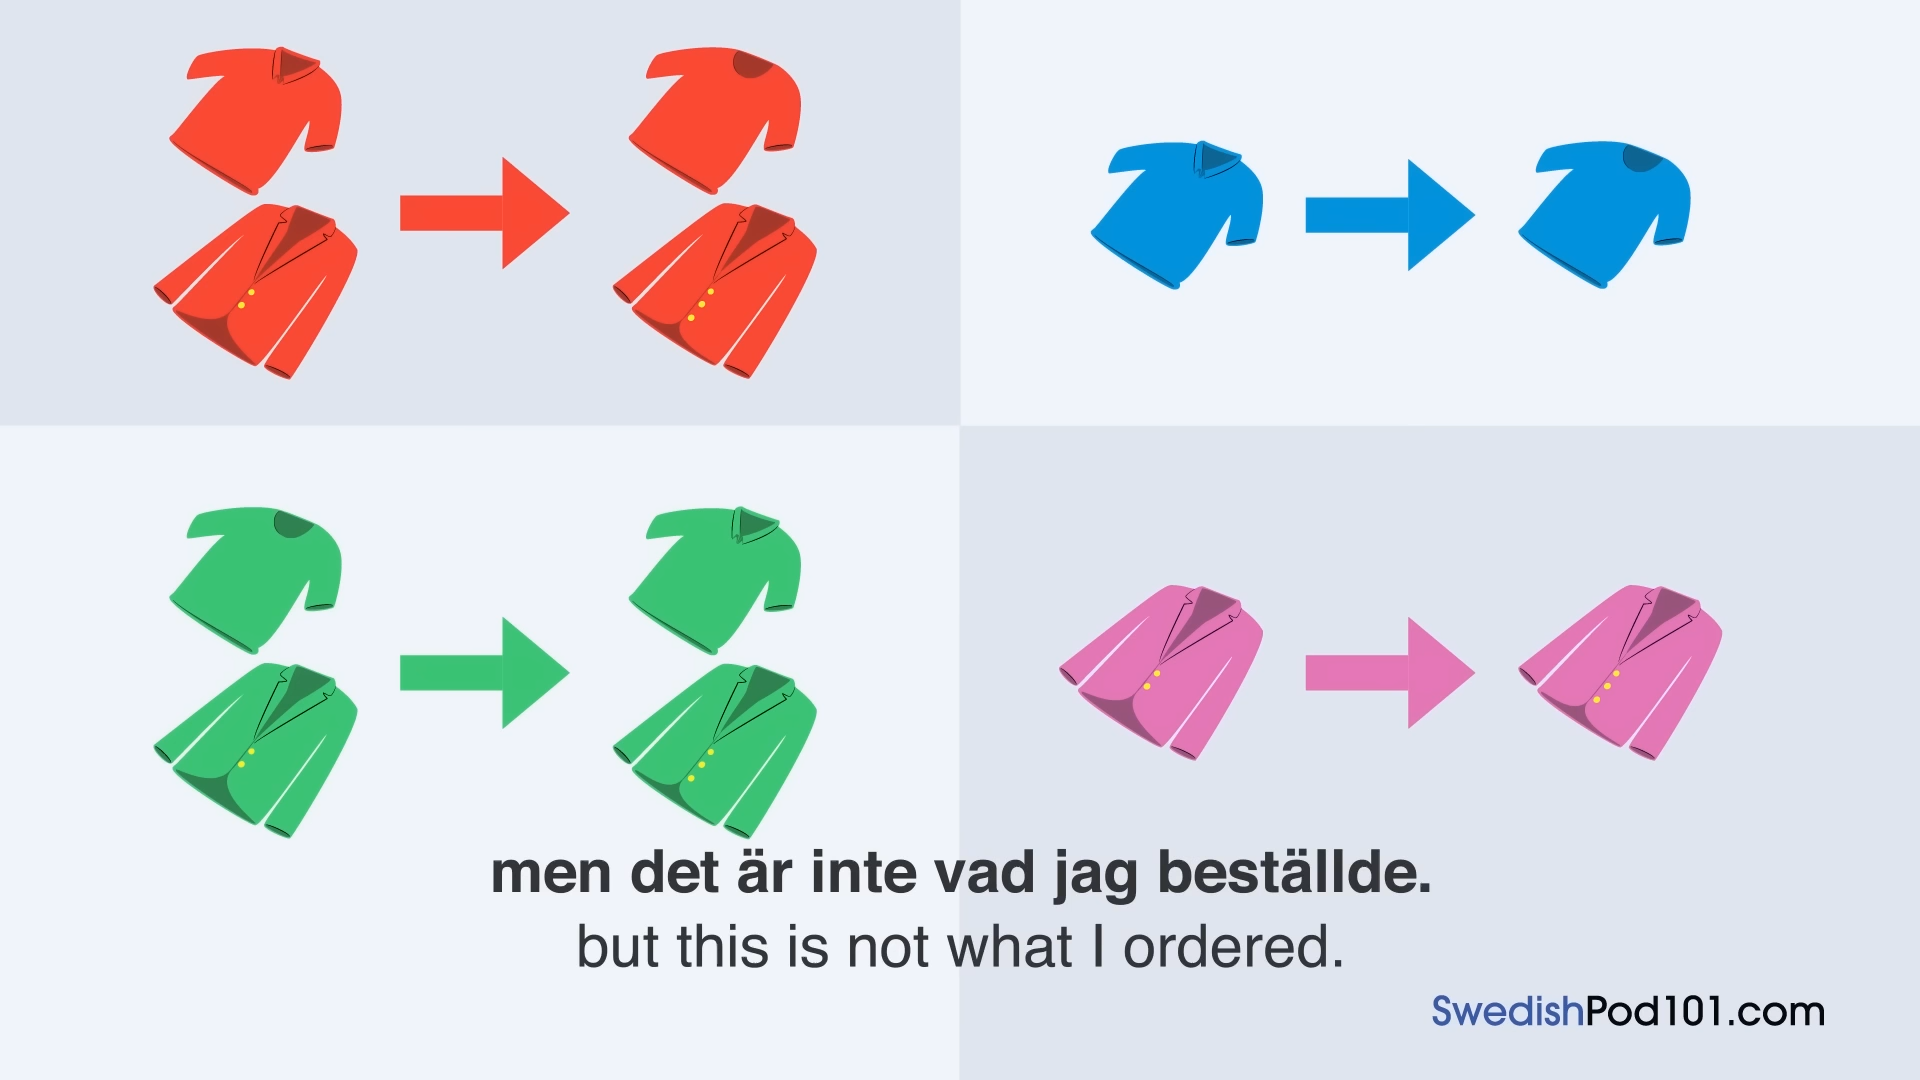 men det är inte vad jag beställde.
but this is not what I ordered.
SwedishPod101.com